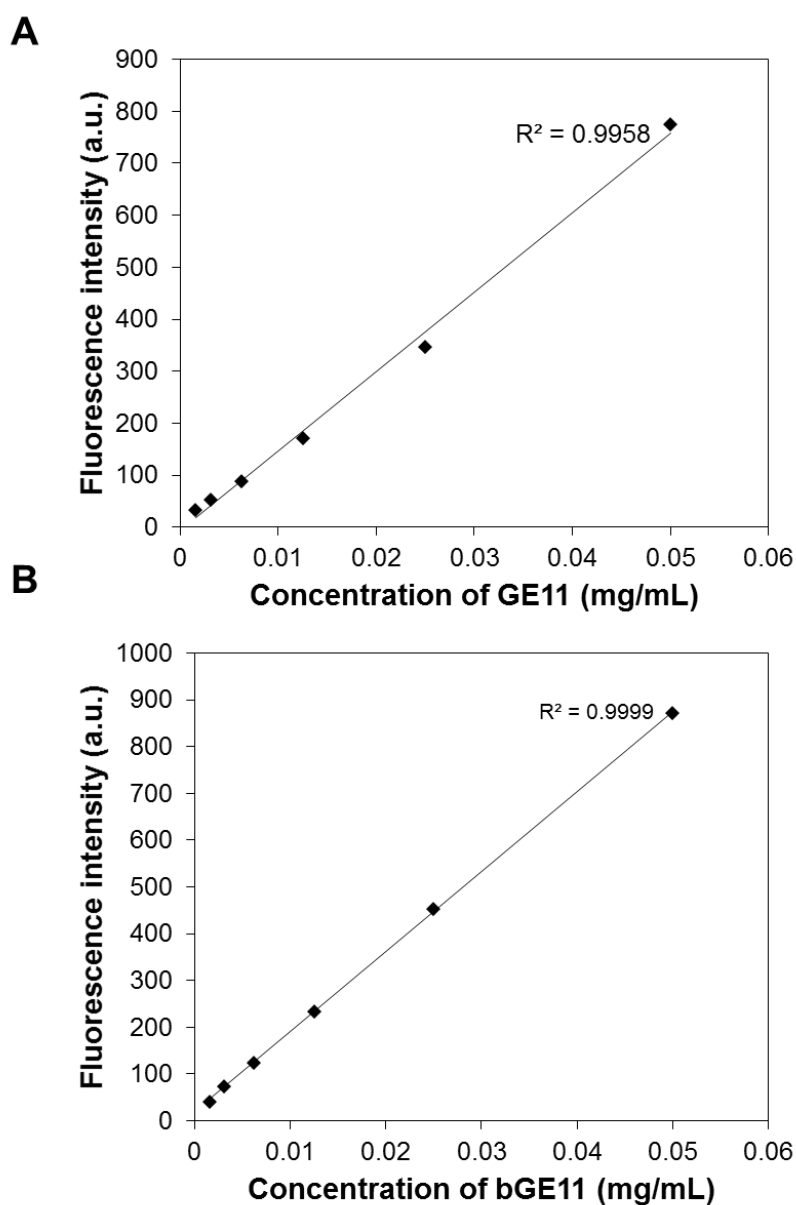 A
900
800
700
600
500
400
300
200
100
0
Fluorescence intensity (a.u.)
R² = 0.9958
0 0.01 0.02 0.03 0.04 0.05 0.06
Concentration of GE11 (mg/mL)
B
1000
900
800
700
600
500
400
300
200
100
0
Fluorescence intensity (a.u.)
R² = 0.9999
0 0.01 0.02 0.03 0.04 0.05 0.06
Concentration of bGE11 (mg/mL)